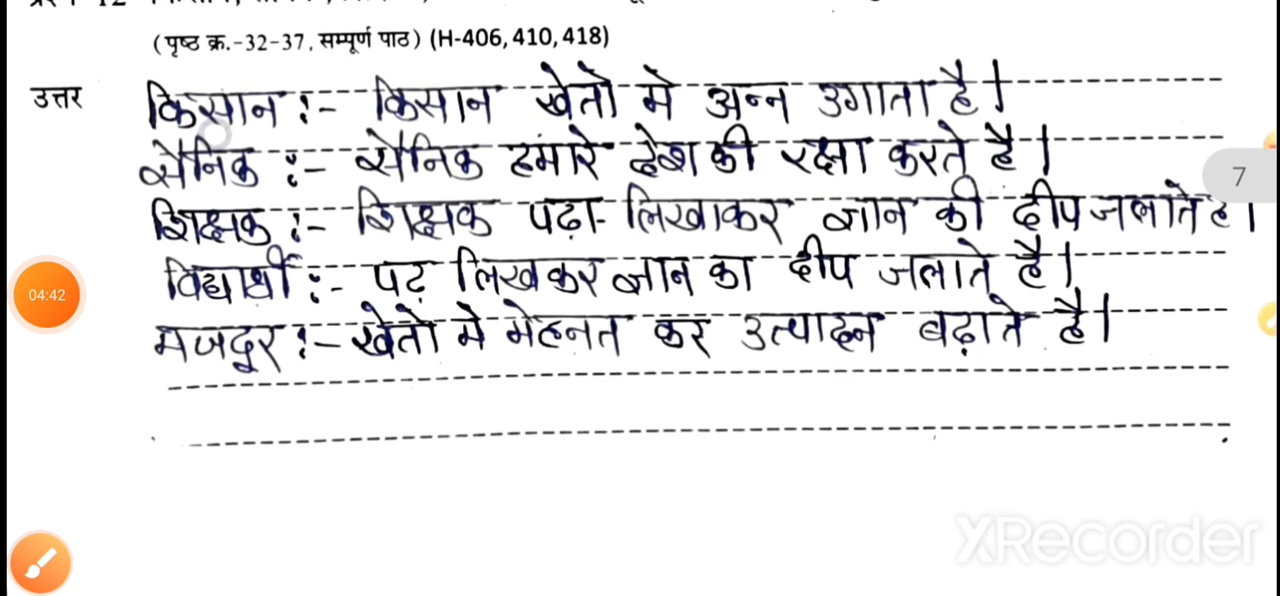 (पृष्ठ क्र.-32-37, सम्पूर्ण पाठ) (H-406, 410, 418)
उत्तर
किसान :- किसान खेतो मे अन्न उगाता है।
सैनिक :- सैनिक हमारे देश की रक्षा करते है।
7
शिक्षक :- शिक्षक पढ़ा-लिखाकर ज्ञान की दीप जलाते है।
विद्यार्थी :- पढ़ लिखकर ज्ञान का दीप जलाते है।
04:42
मजदूर :- खेतो मे मेहनत कर उत्पादन बढ़ाते है।
XRecorder